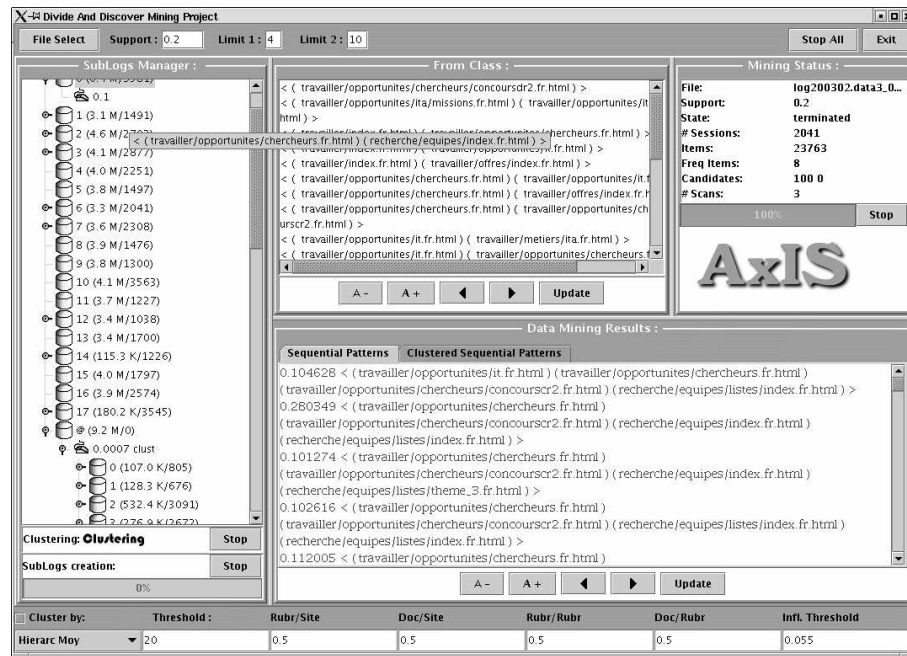 Divide And Discover Mining Project
File Select Support : 0.2 Limit 1 : 4 Limit 2 : 10 Stop All Exit
SubLogs Manager :
0.1
1 (3.1 M/1491)
2 (4.6 M/
3 (4.1 M/2877)
4 (4.0 M/2251)
5 (3.8 M/1497)
6 (3.3 M/2041)
7 (3.6 M/2308)
8 (3.9 M/1476)
9 (3.8 M/1300)
10 (4.1 M/3563)
11 (3.7 M/1227)
12 (3.4 M/1038)
13 (3.4 M/1700)
14 (115.3 K/1226)
15 (4.0 M/1797)
16 (3.9 M/2574)
17 (180.2 K/3545)
@ (9.2 M/0)
0.0007 clust
0 (107.0 K/805)
1 (128.3 K/676)
2 (532.4 K/3091)
3 (276.9 K/2672)
Clustering: Clustering Stop
SubLogs creation: Stop
0%
From Class :
< ( travailler/opportunites/chercheurs/concoursdr2.fr.html ) >
< ( travailler/opportunites/ita/missions.fr.html ) ( travailler/opportunites/it
html ) >
< ( travailler/index.fr.html ) ( travailler/opportunites/chercheurs.fr.html ) >
< ( travailler/opportunites/chercheurs.fr.html ) ( recherche/equipes/index.fr.html ) >
< ( travailler/index.fr.html ) ( travailler/offres/index.fr.html ) >
< ( travailler/opportunites/chercheurs.fr.html ) ( travailler/opportunites/it.f
< ( travailler/opportunites/chercheurs.fr.html ) ( travailler/offres/index.fr.h
< ( travailler/opportunites/chercheurs.fr.html ) ( travailler/opportunites/ch
urscr2.fr.html ) >
< ( travailler/opportunites/it.fr.html ) ( travailler/metiers/ita.fr.html ) >
< ( travailler/opportunites/it.fr.html ) ( travailler/opportunites/chercheurs.f
A - A + Update
Mining Status :
File: log200302.data3_0...
Support: 0.2
State: terminated
# Sessions: 2041
Items: 23763
Freq Items: 8
Candidates: 100 0
# Scans: 3
100% Stop
AxIS
Data Mining Results :
Sequential Patterns Clustered Sequential Patterns
0.104628 < ( travailler/opportunites/it.fr.html ) ( travailler/opportunites/chercheurs.fr.html )
( travailler/opportunites/chercheurs/concourscr2.fr.html ) ( recherche/equipes/listes/index.fr.html ) >
0.280349 < ( travailler/opportunites/chercheurs.fr.html )
( travailler/opportunites/chercheurs/concourscr2.fr.html ) ( recherche/equipes/index.fr.html )
( recherche/equipes/listes/index.fr.html ) >
0.101274 < ( travailler/opportunites/chercheurs.fr.html )
( travailler/opportunites/chercheurs/concourscr2.fr.html ) ( recherche/equipes/index.fr.html )
( recherche/equipes/listes/theme_3.fr.html ) >
0.102616 < ( travailler/opportunites/chercheurs.fr.html )
( travailler/opportunites/chercheurs/concourscr2.fr.html ) ( recherche/equipes/listes/index.fr.html )
( recherche/equipes/listes/index.fr.html ) >
0.112005 < ( travailler/opportunites/chercheurs.fr.html )
A - A + Update
Cluster by: Threshold : Rubr/Site Doc/Site Rubr/Rubr Doc/Rubr Infl. Threshold
Hierarc Moy 20 0.5 0.5 0.5 0.5 0.055